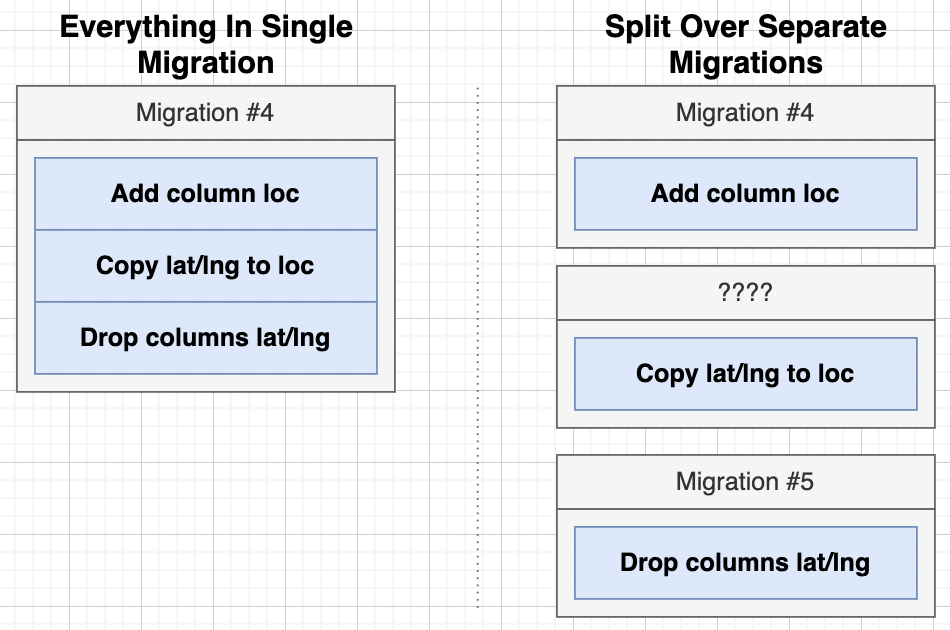 Everything In Single
Migration
Migration #4
Add column loc
Copy lat/lng to loc
Drop columns lat/lng
Split Over Separate
Migrations
Migration #4
Add column loc
????
Copy lat/lng to loc
Migration #5
Drop columns lat/lng